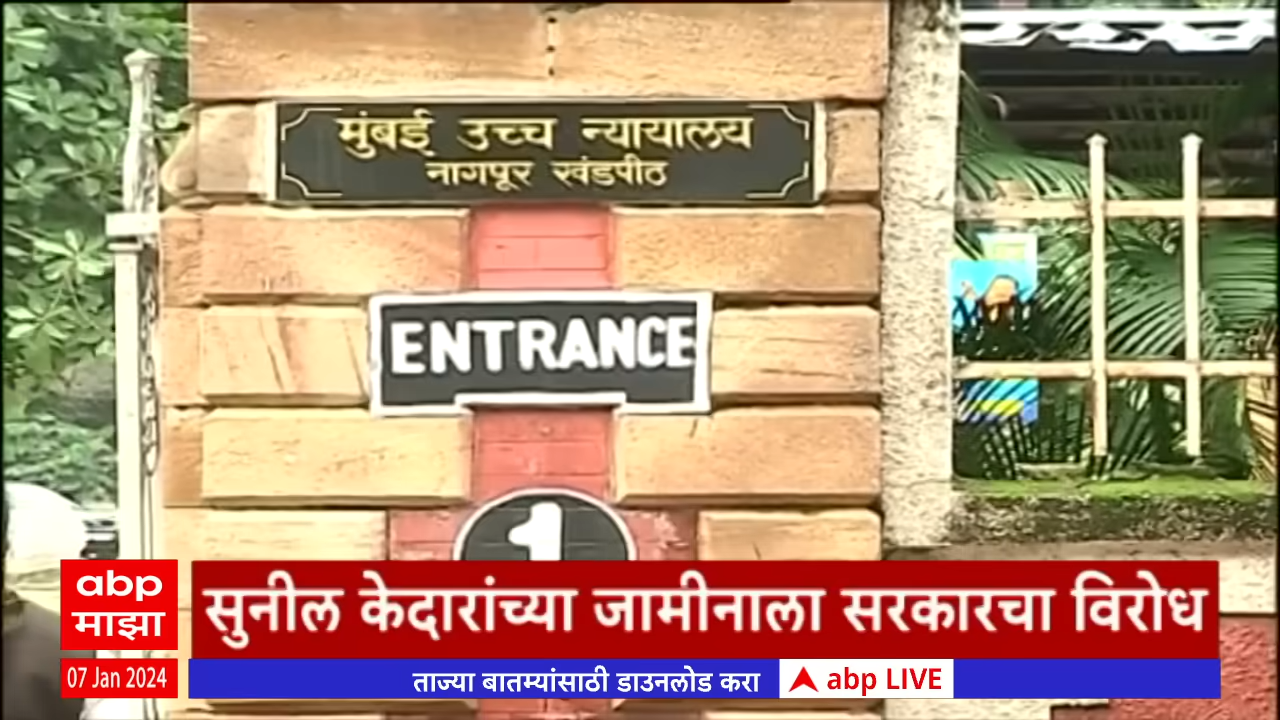 मुंबई उच्च न्यायालय
नागपूर खंडपीठ
ENTRANCE
1
abp
माझा
सुनील केदारांच्या जामीनाला सरकारचा विरोध
07 Jan 2024
ताज्या बातम्यांसाठी डाउनलोड करा
abp LIVE